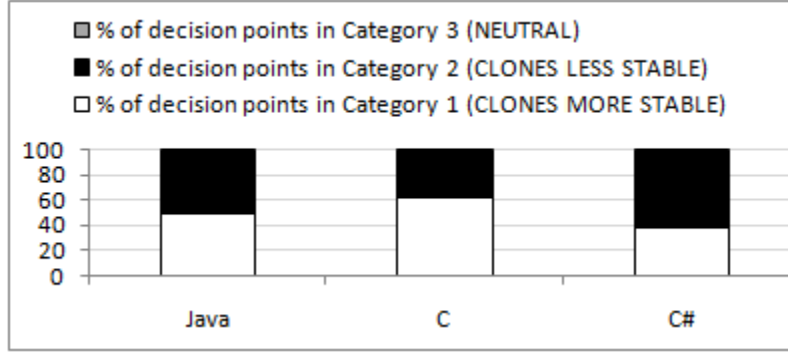 % of decision points in Category 3 (NEUTRAL)
% of decision points in Category 2 (CLONES LESS STABLE)
% of decision points in Category 1 (CLONES MORE STABLE)
100
80
60
40
20
0
Java C C#